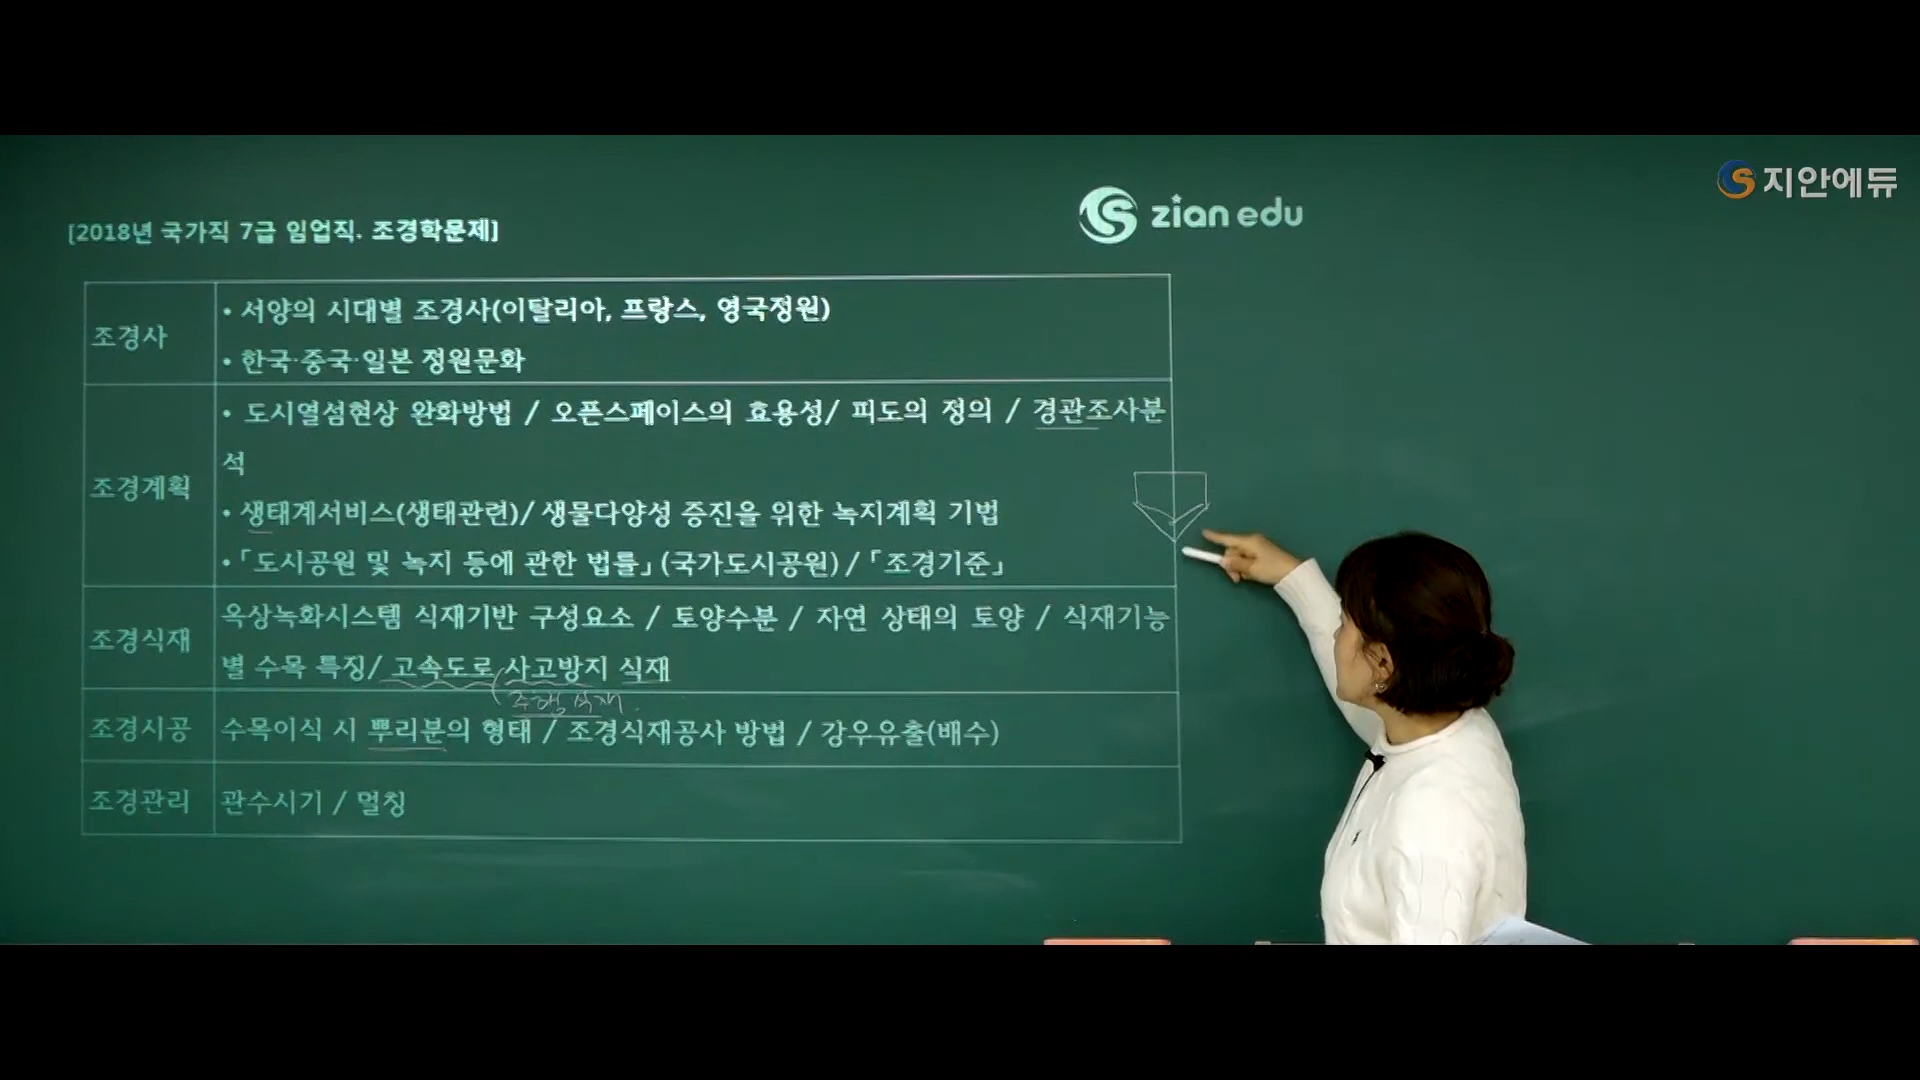 지안에듀
zian edu
[2018년 국가직 7급 임업직. 조경학문제]
조경사
• 서양의 시대별 조경사(이탈리아, 프랑스, 영국정원)
• 한국·중국·일본 정원문화
조경계획
• 도시열섬현상 완화방법 / 오픈스페이스의 효용성/ 피도의 정의 / 경관조사분
석
• 생태계서비스(생태관련)/ 생물다양성 증진을 위한 녹지계획 기법
•「도시공원 및 녹지 등에 관한 법률」(국가도시공원) /「조경기준」
조경식재
옥상녹화시스템 식재기반 구성요소 / 토양수분 / 자연 상태의 토양 / 식재기능
별 수목 특징/ 고속도로 사고방지 식재
주행식재.
조경시공
수목이식 시 뿌리분의 형태 / 조경식재공사 방법 / 강우유출(배수)
조경관리
관수시기 / 멀칭